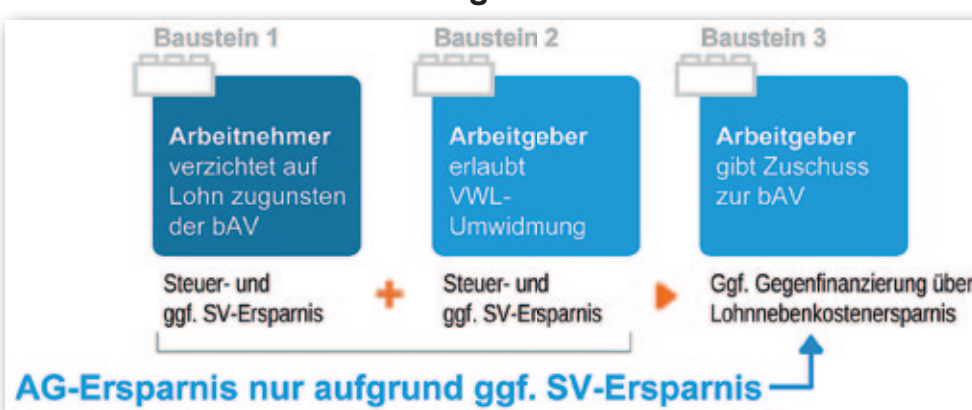 Baustein 1
Baustein 2
Baustein 3
Arbeitnehmer
verzichtet auf
Lohn zugunsten
der bAV
Arbeitgeber
erlaubt
VWL-
Umwidmung
Arbeitgeber
gibt Zuschuss
zur bAV
Steuer- und
ggf. SV-Ersparnis
+
Steuer- und
ggf. SV-Ersparnis
Ggf. Gegenfinanzierung über
Lohnnebenkostenersparnis
AG-Ersparnis nur aufgrund ggf. SV-Ersparnis